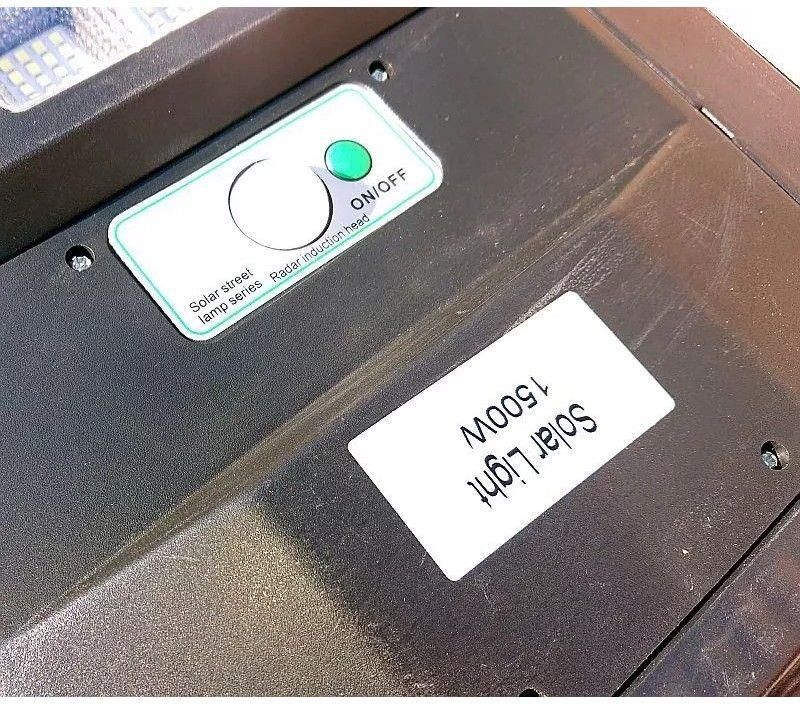 ON/OFF
Solar street
lamp series
Radar induction head
Solar Light
1500W